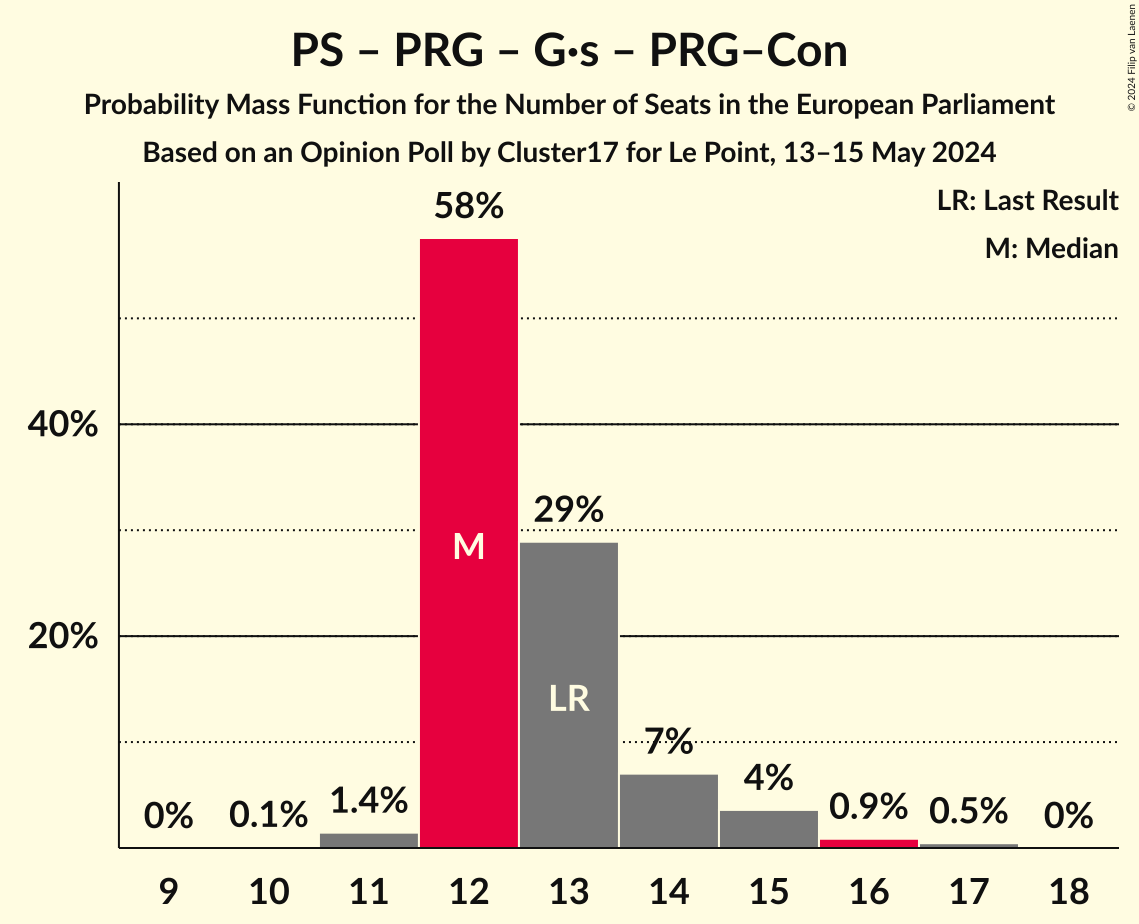 PS – PRG – G•s – PRG–Con
Probability Mass Function for the Number of Seats in the European Parliament
Based on an Opinion Poll by Cluster17 for Le Point, 13–15 May 2024
© 2024 Filip van Laenen
LR: Last Result
M: Median
58%
40%
29%
M
20%
LR
7%
4%
0%
0.1%
1.4%
0.9%
0.5%
0%
9 10 11 12 13 14 15 16 17 18